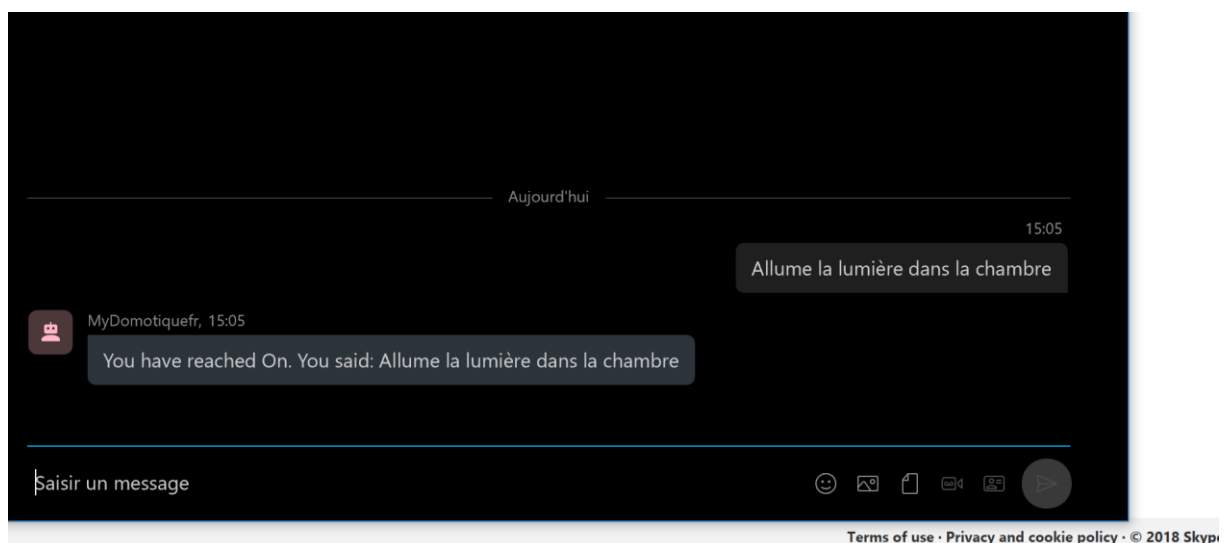 Aujourd'hui
15:05
Allume la lumière dans la chambre
MyDomotiquefr, 15:05
You have reached On. You said: Allume la lumière dans la chambre
Saisir un message
Terms of use · Privacy and cookie policy · © 2018 Skype